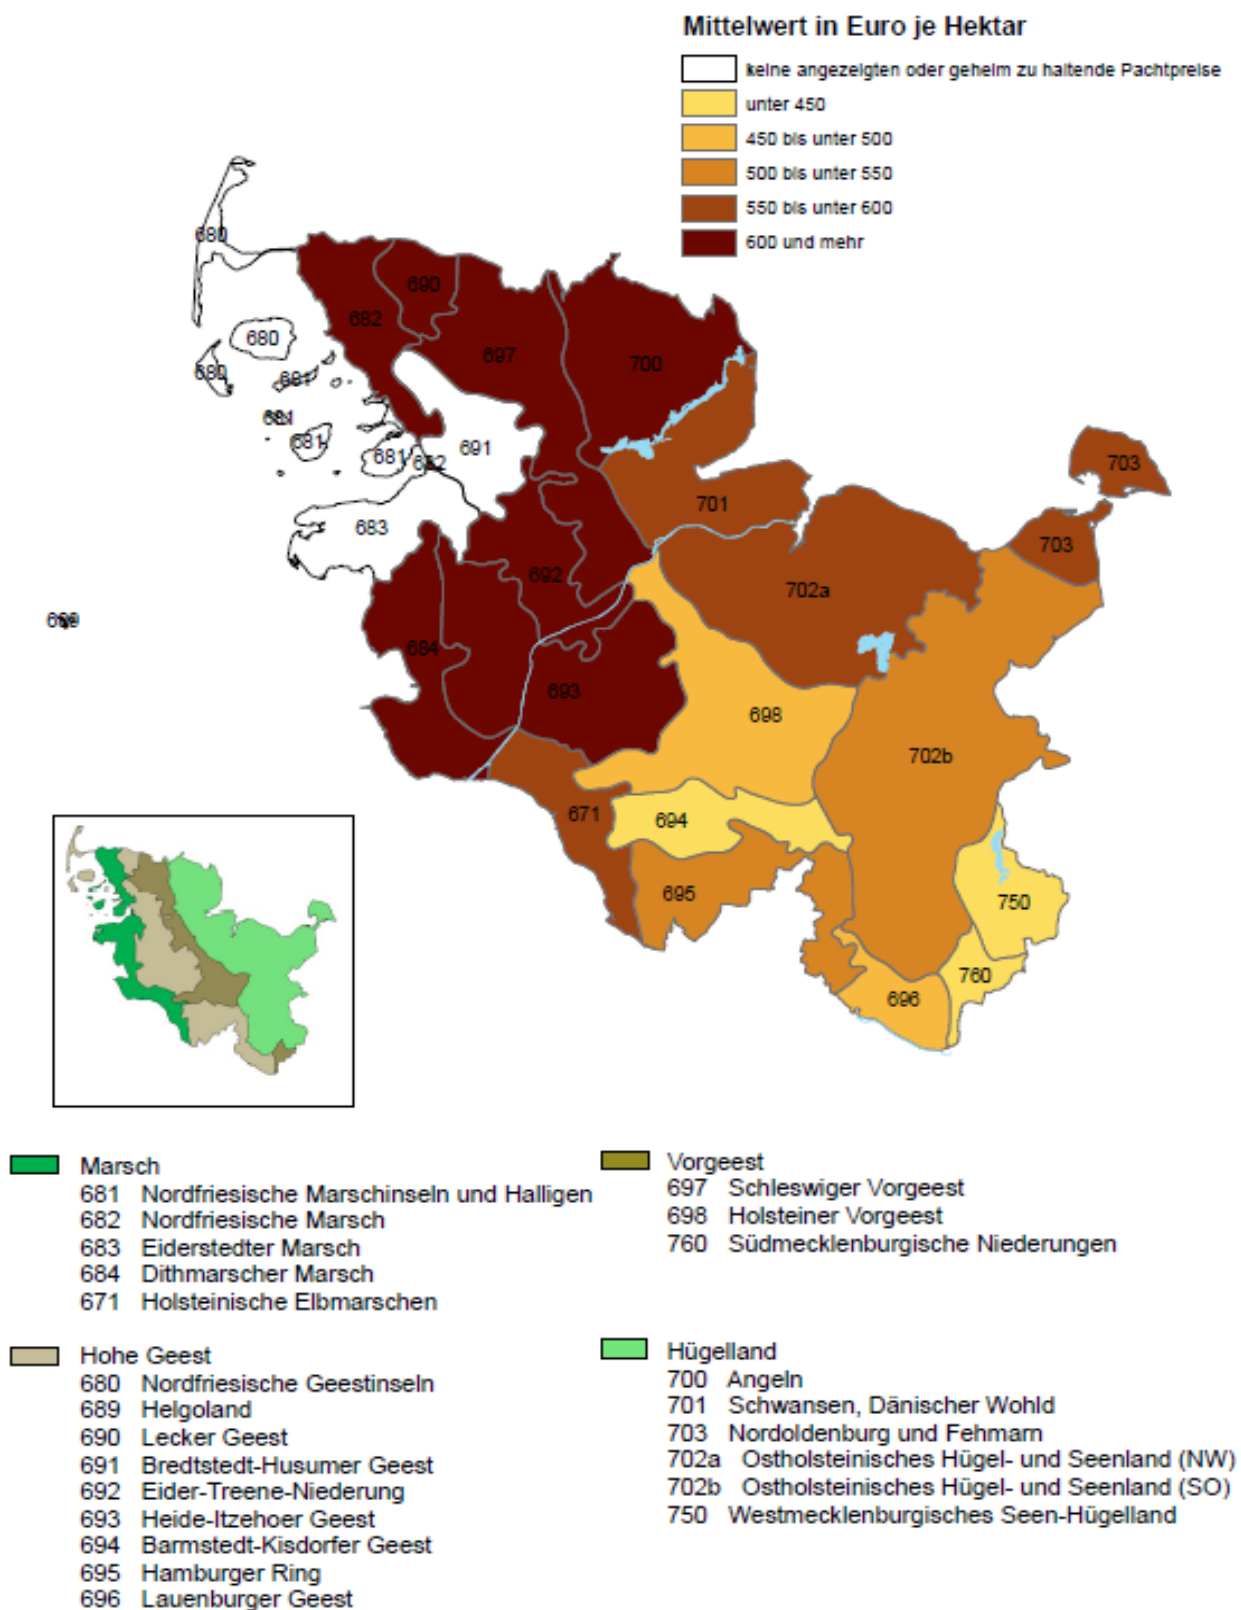 Mittelwert in Euro je Hektar
keine angezeigten oder geheim zu haltende Pachtpreise
unter 450
450 bis unter 500
500 bis unter 550
550 bis unter 600
600 und mehr
680
690
682
680
697
700
680
681
681
681
691
681
682
703
701
683
703
692
702a
689
684
693
698
702b
671
694
695
750
760
696
Marsch
681 Nordfriesische Marschinseln und Halligen
682 Nordfriesische Marsch
683 Eiderstedter Marsch
684 Dithmarscher Marsch
671 Holsteinische Elbmarschen
Hohe Geest
680 Nordfriesische Geestinseln
689 Helgoland
690 Lecker Geest
691 Bredtstedt-Husumer Geest
692 Eider-Treene-Niederung
693 Heide-Itzehoer Geest
694 Barmstedt-Kisdorfer Geest
695 Hamburger Ring
696 Lauenburger Geest
Vorgeest
697 Schleswiger Vorgeest
698 Holsteiner Vorgeest
760 Südmecklenburgische Niederungen
Hügelland
700 Angeln
701 Schwansen, Dänischer Wohld
703 Nordoldenburg und Fehmarn
702a Ostholsteinisches Hügel- und Seenland (NW)
702b Ostholsteinisches Hügel- und Seenland (SO)
750 Westmecklenburgisches Seen-Hügelland